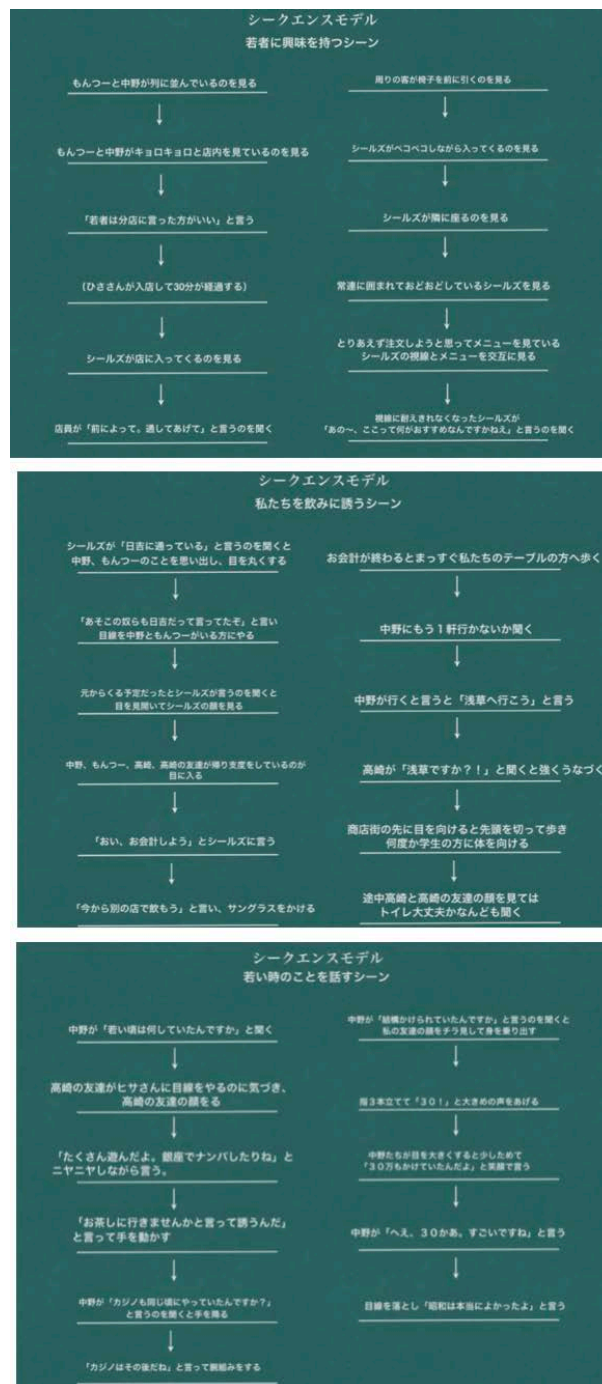 シークエンスモデル
若者に興味を持つシーン
もんつーと中野が列に並んでいるのを見る
もんつーと中野がキョロキョロと店内を見ているのを見る
「若者は分店に言った方がいい」と言う
(ひささんが入店して30分が経過する)
シールズが店に入ってくるのを見る
店員が「前によって。通してあげて」と言うのを聞く
周りの客が椅子を前に引くのを見る
シールズがペコペコしながら入ってくるのを見る
シールズが隣に座るのを見る
常連に囲まれておどおどしているシールズを見る
とりあえず注文しようと思ってメニューを見ている
シールズの視線とメニューを交互に見る
視線に耐えきれなくなったシールズが
「あの〜、ここって何がおすすめなんですかねえ」と言うのを聞く
シークエンスモデル
私たちを飲みに誘うシーン
シールズが「日吉に通っている」と言うのを聞くと
中野、もんつーのことを思い出し、目を丸くする
「あそこの奴らも日吉だって言ってたぞ」と言い
目線を中野ともんつーがいる方にやる
元からくる予定だったとシールズが言うのを聞くと
目を見開いてシールズの顔を見る
中野、もんつー、高崎、高崎の友達が帰り支度をしているのが
目に入る
「おい、お会計しよう」とシールズに言う
「今から別の店で飲もう」と言い、サングラスをかける
お会計が終わるとまっすぐ私たちのテーブルの方へ歩く
中野にもう1軒行かないか聞く
中野が行くと言うと「浅草へ行こう」と言う
高崎が「浅草ですか?!」と聞くと強くうなづく
商店街の先に目を向けると先頭を切って歩き
何度か学生の方に体を向ける
途中高崎と高崎の友達の顔を見ては
トイレ大丈夫かなんども聞く
シークエンスモデル
若い時のことを話すシーン
中野が「若い頃は何していたんですか」と聞く
高崎の友達がヒサさんに目線をやるのに気づき、
高崎の友達の顔をる
「たくさん遊んだよ。銀座でナンパしたりね」と
ニヤニヤしながら言う。
「お茶しに行きませんかと言って誘うんだ」
と言って手を動かす
中野が「カジノも同じ頃にやっていたんですか?」
と言うのを聞くと手を降る
「カジノはその後だね」と言って腕組みをする
中野が「結構かけられていたんですか」と言うのを聞くと
私の友達の顔をチラ見して身を乗り出す
指3本立てて「30!」と大きめの声をあげる
中野たちが目を大きくすると少しためて
「30万もかけていたんだよ」と笑顔で言う
中野が「へえ、30かあ。すごいですね」と言う
目線を落とし「昭和は本当によかったよ」と言う